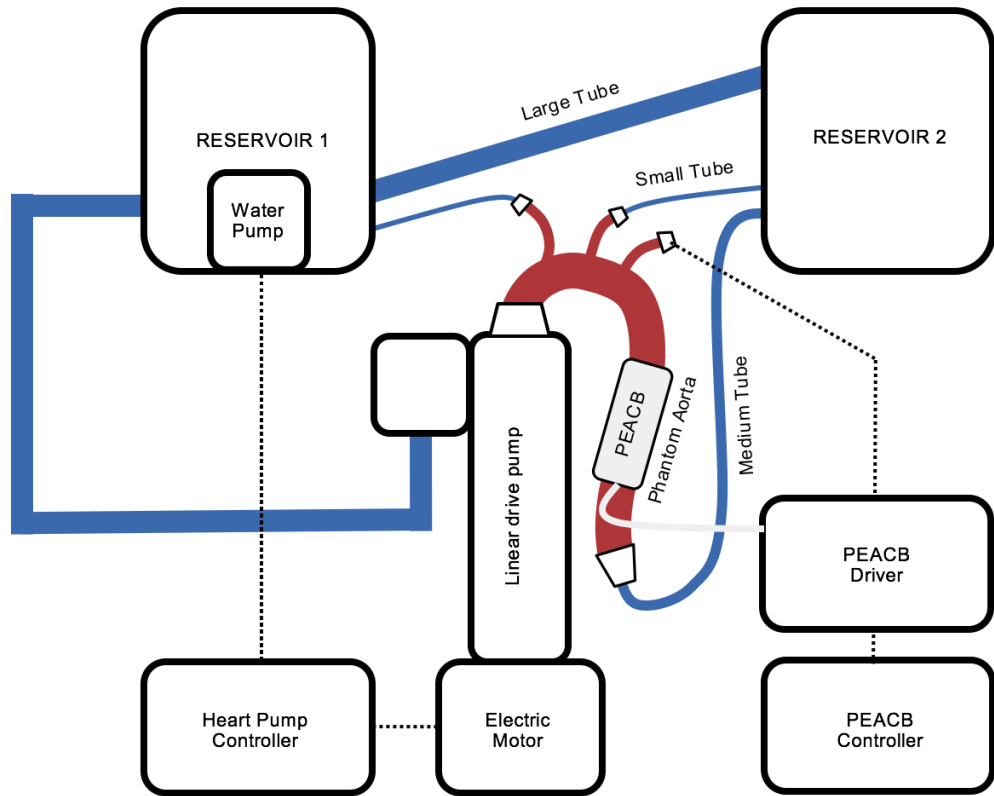 Large Tube
RESERVOIR 1
RESERVOIR 2
Small Tube
Water
Pump
PEACB
Phantom Aorta
Medium Tube
Linear drive pump
PEACB
Driver
Heart Pump
Controller
Electric
Motor
PEACB
Controller